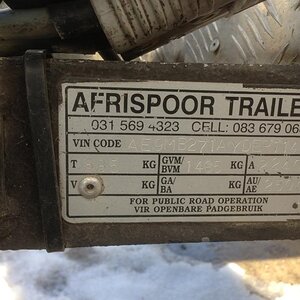 AFRISPOOR TRAILE
031 569 4323 CELL: 083 679 06
VIN CODE
T KG GVM/BVM KG A
V KG GA/BA KG AU/AE
FOR PUBLIC ROAD OPERATION
VIR OPENBARE PADGEBRUIK